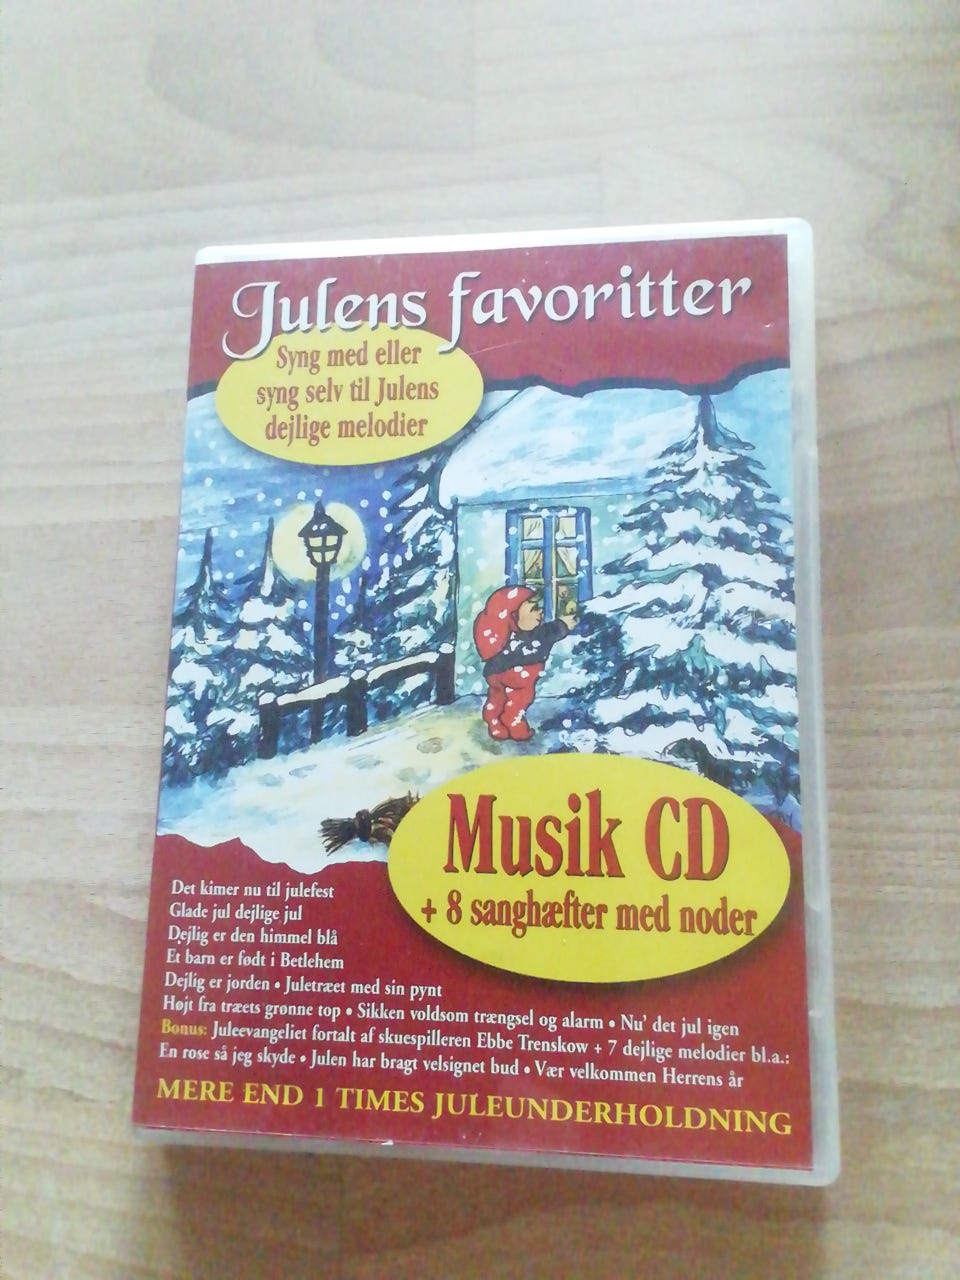 Julens favoritter
Syng med eller
syng selv til Julens
dejlige melodier
Musik CD
+ 8 sanghæfter med noder
Det kimer nu til julefest
Glade jul dejlige jul
Dejlig er den himmel blå
Et barn er født i Betlehem
Dejlig er jorden • Juletræet med sin pynt
Højt fra træets grønne top • Sikken voldsom trængsel og alarm • Nu' det jul igen
Bonus: Juleevangeliet fortalt af skuespilleren Ebbe Trenskow + 7 dejlige melodier bl.a.:
En rose så jeg skyde • Julen har bragt velsignet bud • Vær velkommen Herrens år
MERE END 1 TIMES JULEUNDERHOLDNING